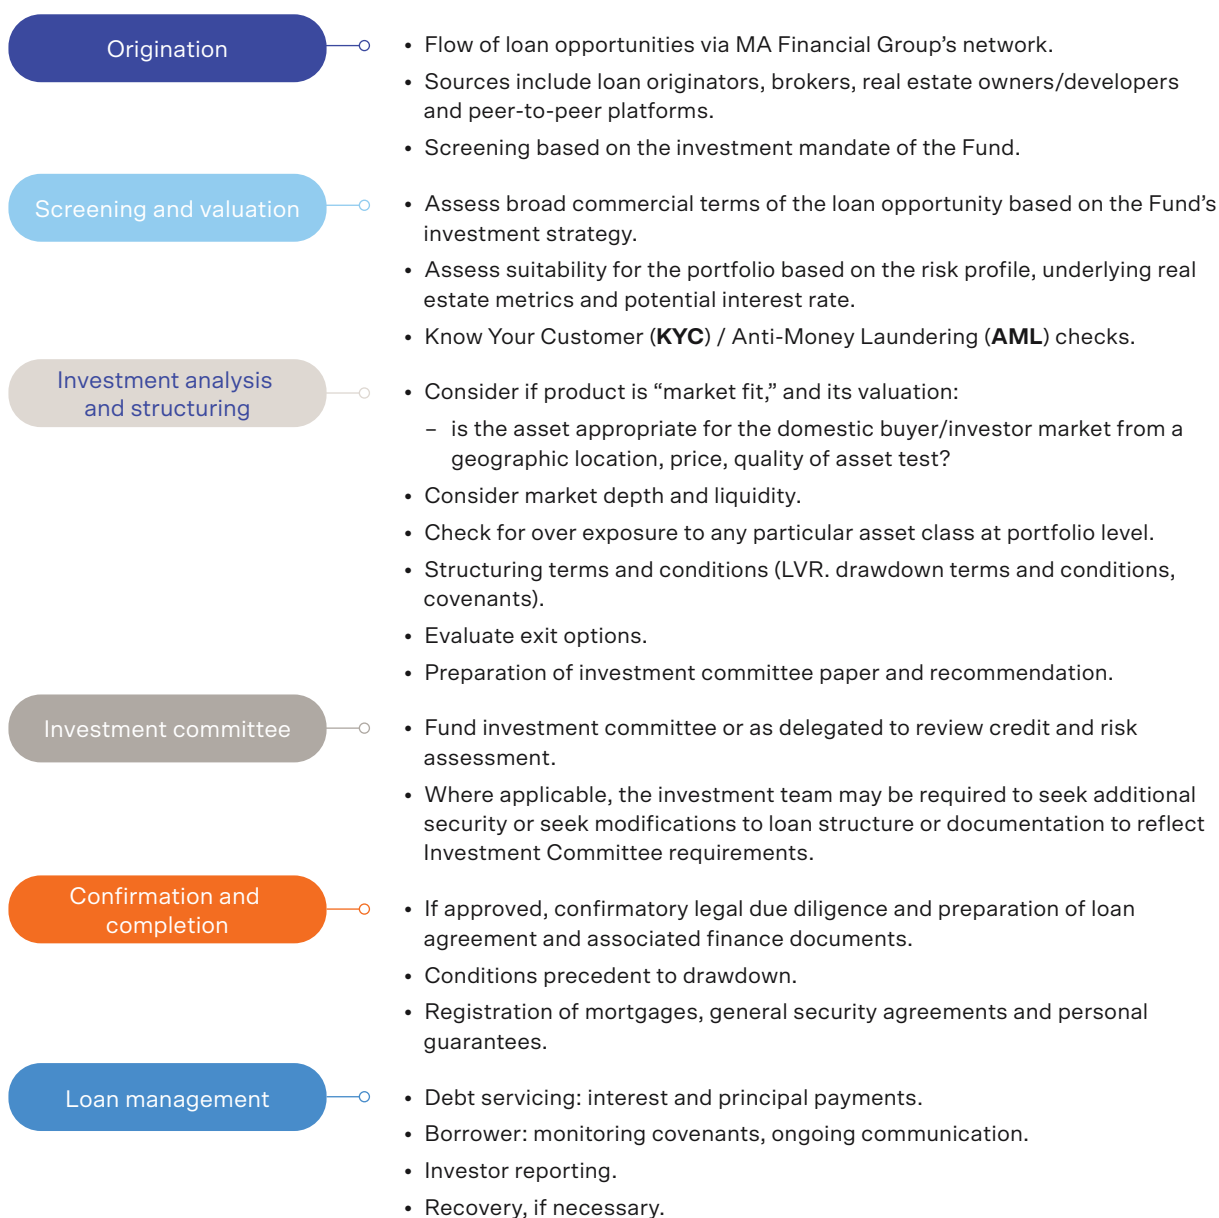 Origination
• Flow of loan opportunities via MA Financial Group's network.
• Sources include loan originators, brokers, real estate owners/developers
and peer-to-peer platforms.
• Screening based on the investment mandate of the Fund.
Screening and valuation
• Assess broad commercial terms of the loan opportunity based on the Fund's
investment strategy.
• Assess suitability for the portfolio based on the risk profile, underlying real
estate metrics and potential interest rate.
• Know Your Customer (KYC) / Anti-Money Laundering (AML) checks.
Investment analysis
and structuring
• Consider if product is “market fit,” and its valuation:
– is the asset appropriate for the domestic buyer/investor market from a
geographic location, price, quality of asset test?
• Consider market depth and liquidity.
• Check for over exposure to any particular asset class at portfolio level.
• Structuring terms and conditions (LVR. drawdown terms and conditions,
covenants).
• Evaluate exit options.
• Preparation of investment committee paper and recommendation.
Investment committee
• Fund investment committee or as delegated to review credit and risk
assessment.
• Where applicable, the investment team may be required to seek additional
security or seek modifications to loan structure or documentation to reflect
Investment Committee requirements.
Confirmation and
completion
• If approved, confirmatory legal due diligence and preparation of loan
agreement and associated finance documents.
• Conditions precedent to drawdown.
• Registration of mortgages, general security agreements and personal
guarantees.
Loan management
• Debt servicing: interest and principal payments.
• Borrower: monitoring covenants, ongoing communication.
• Investor reporting.
• Recovery, if necessary.